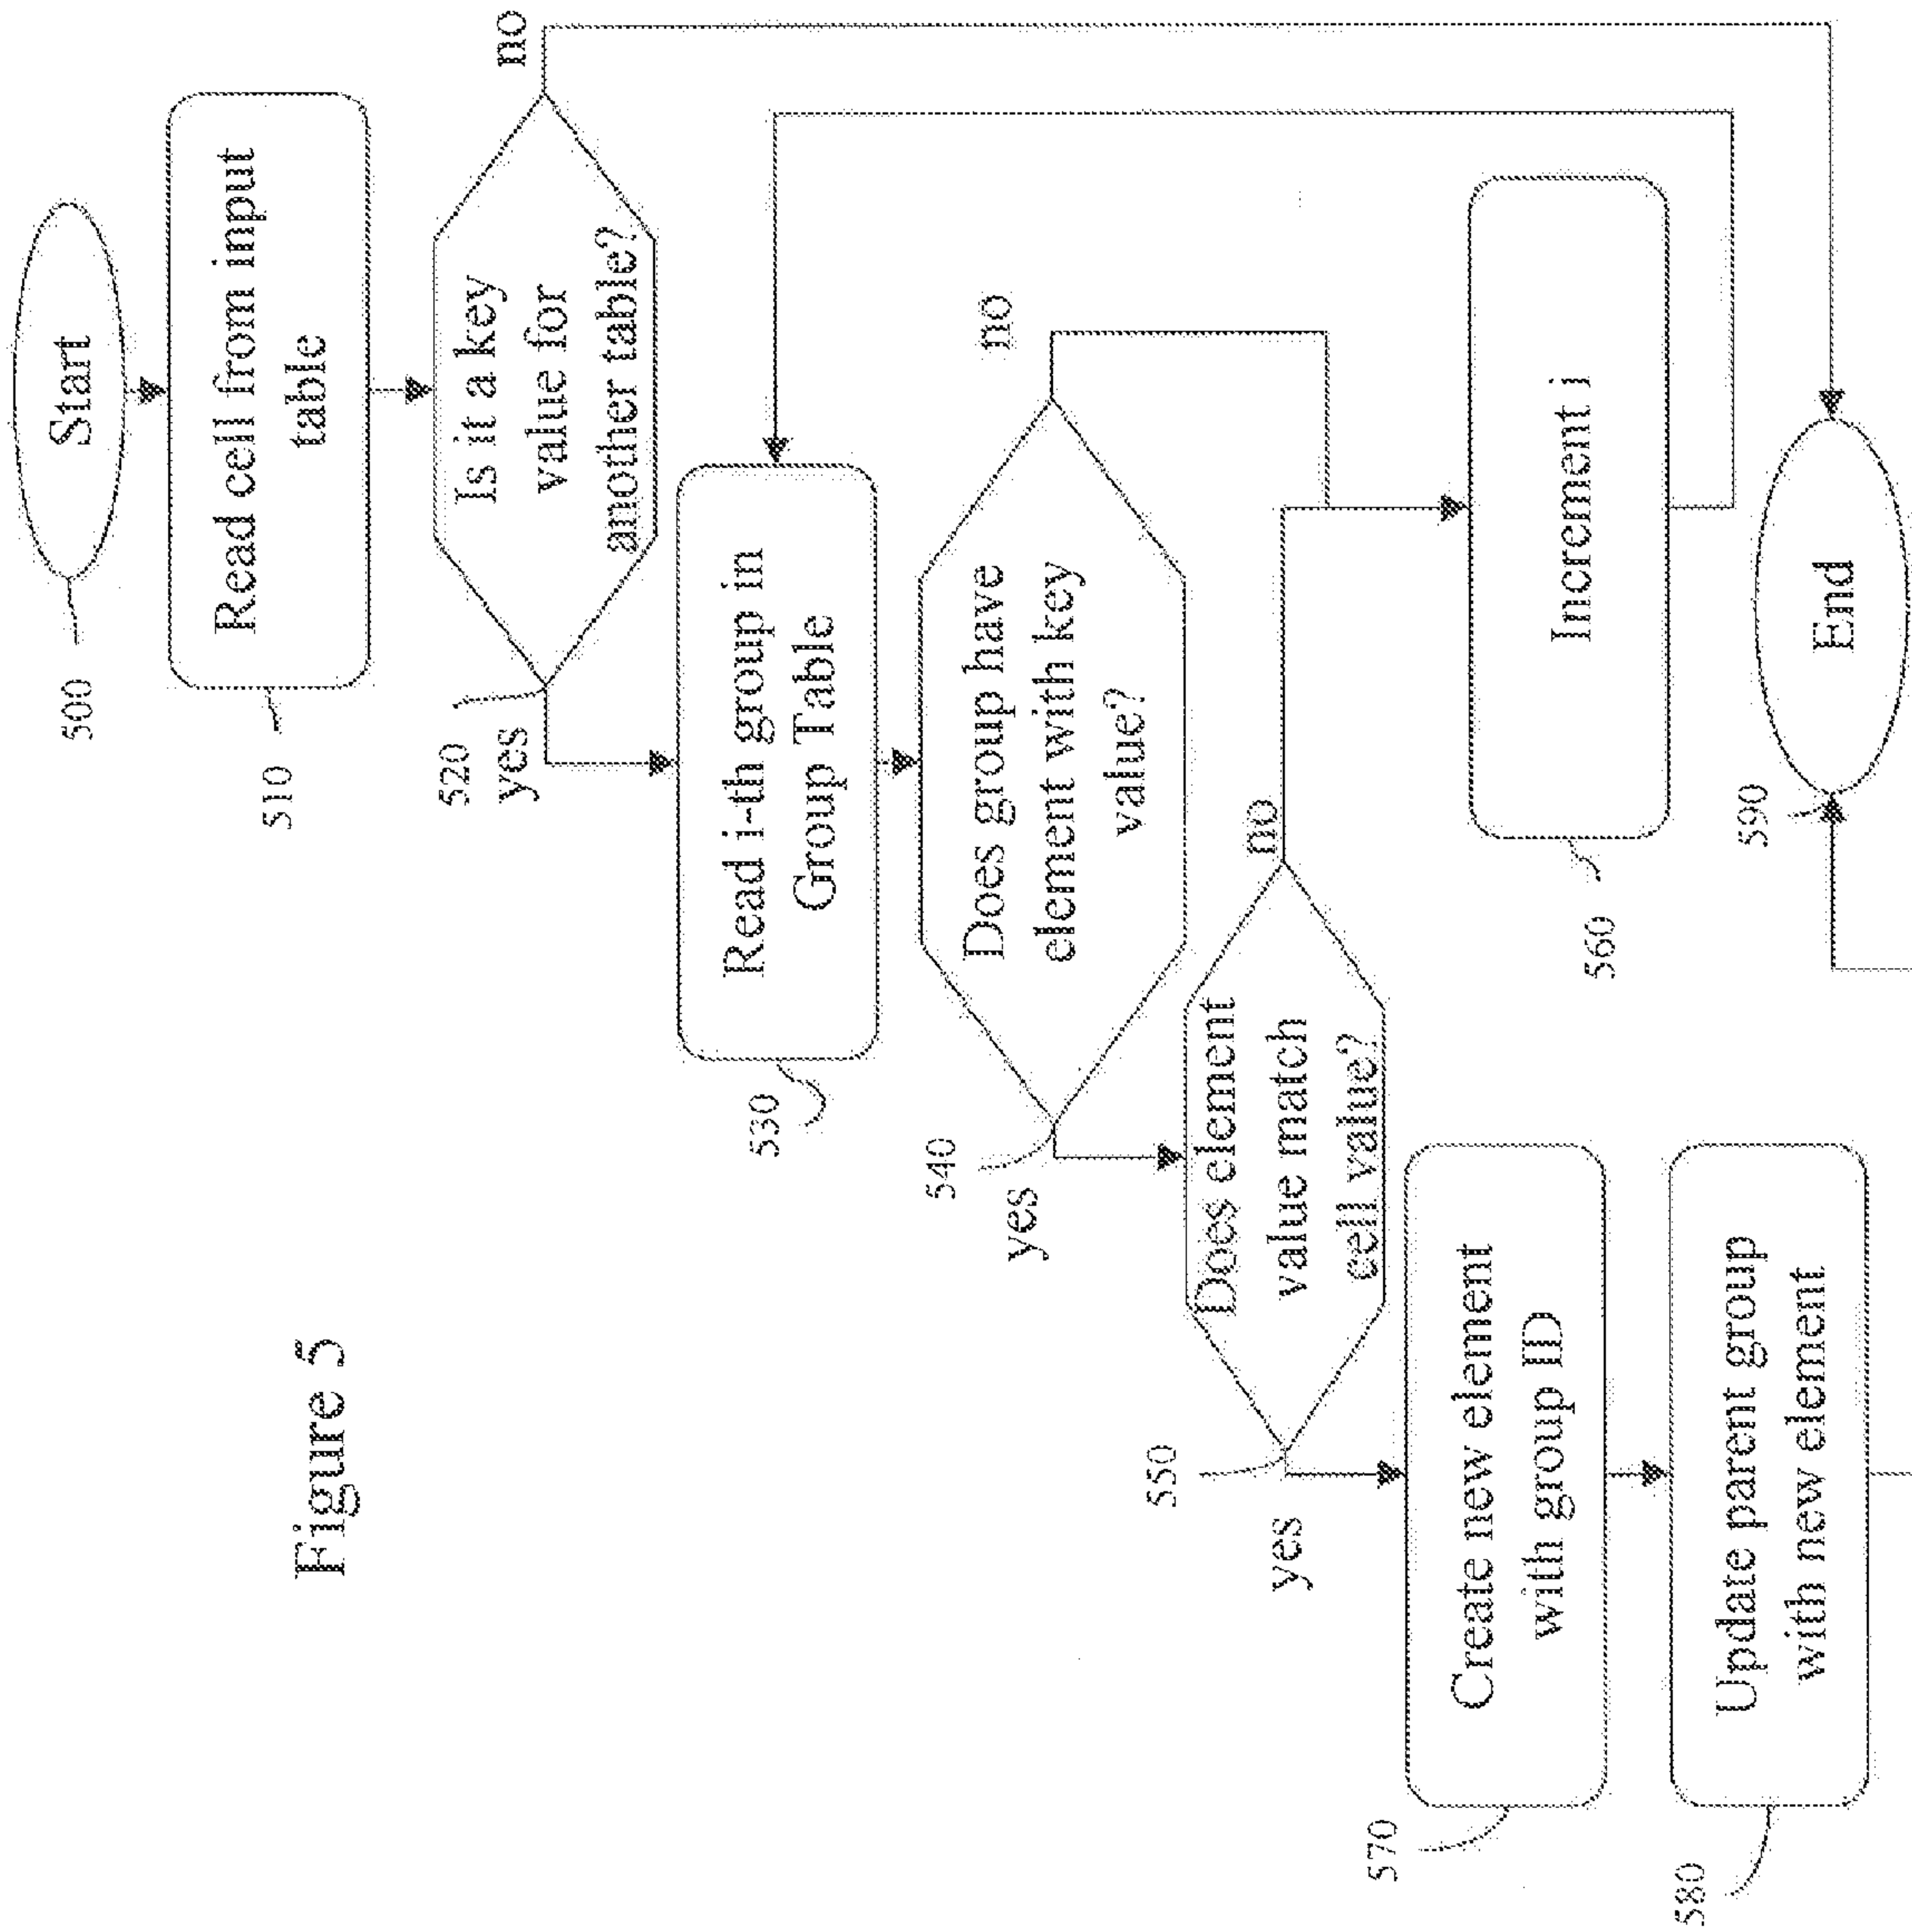 Figure 5
500
Start
510
Read cell from input
table
520
Is it a key
value for
another table?
yes
no
530
Read i-th group in
Group Table
540
Does group have
element with key
value?
yes
no
550
Does element
value match
cell value?
yes
no
560
Increment i
570
Create new element
with group ID
580
Update parent group
with new element
590
End